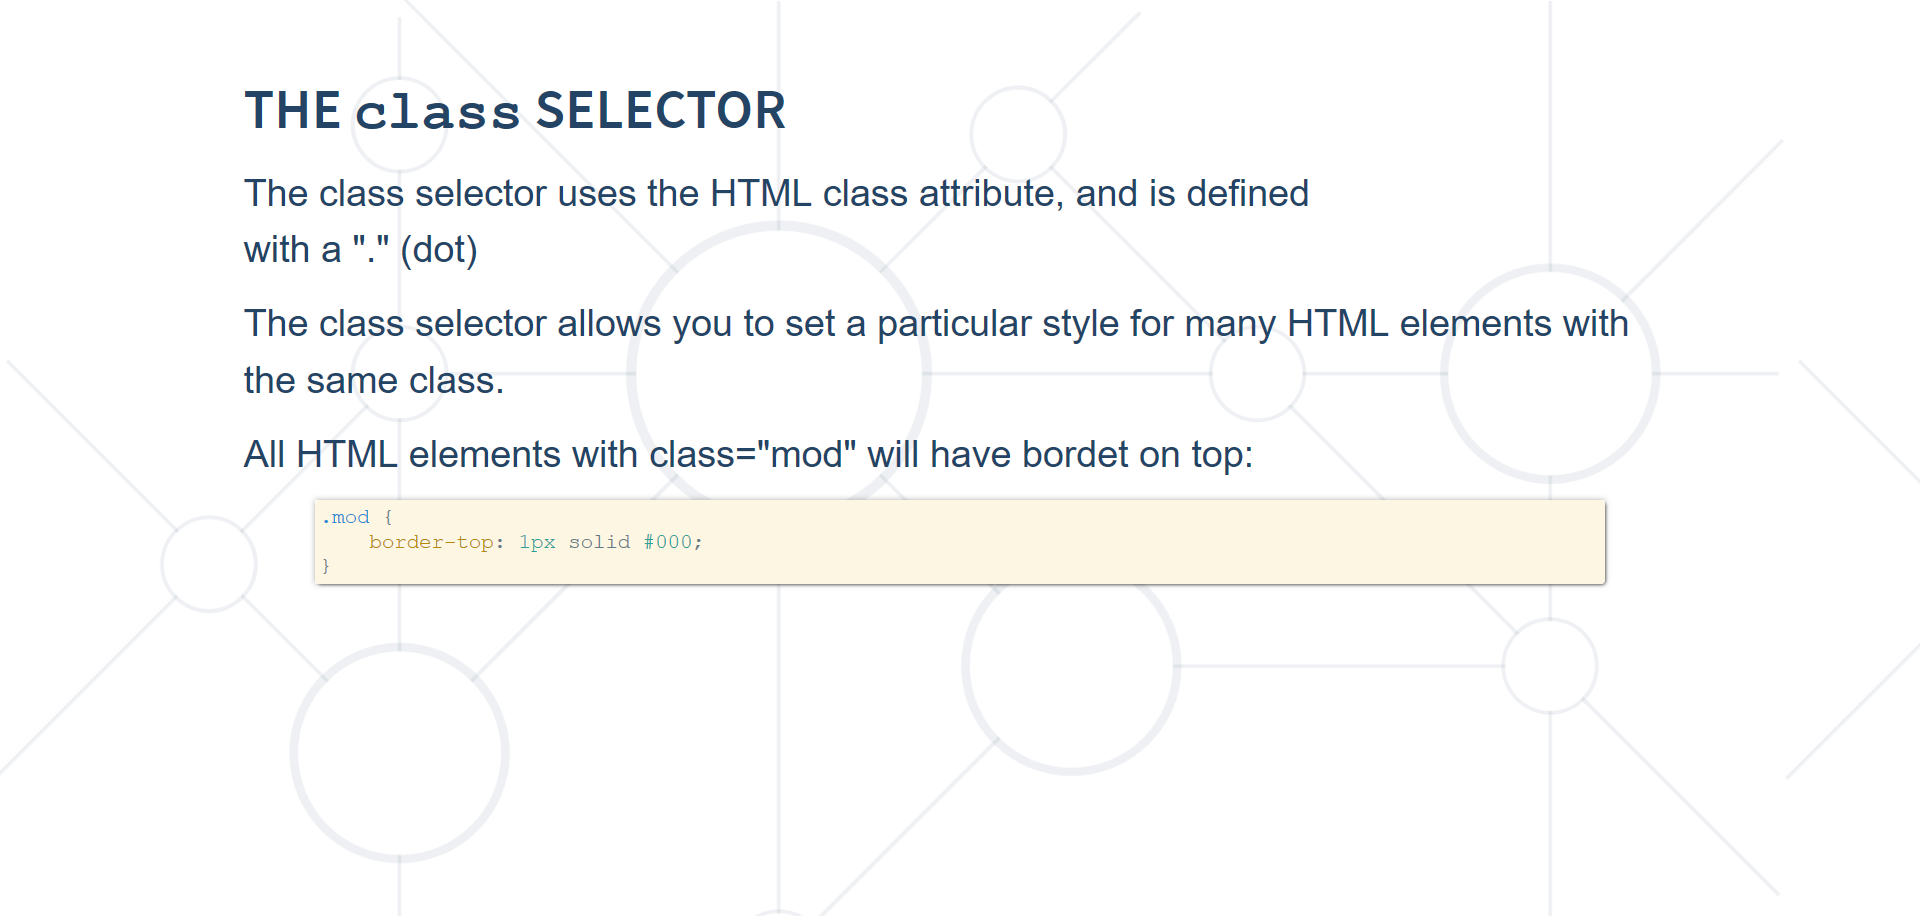 THE class SELECTOR
The class selector uses the HTML class attribute, and is defined
with a "." (dot)
The class selector allows you to set a particular style for many HTML elements with
the same class.
All HTML elements with class="mod" will have bordet on top:
.mod {
    border-top: 1px solid #000;
}